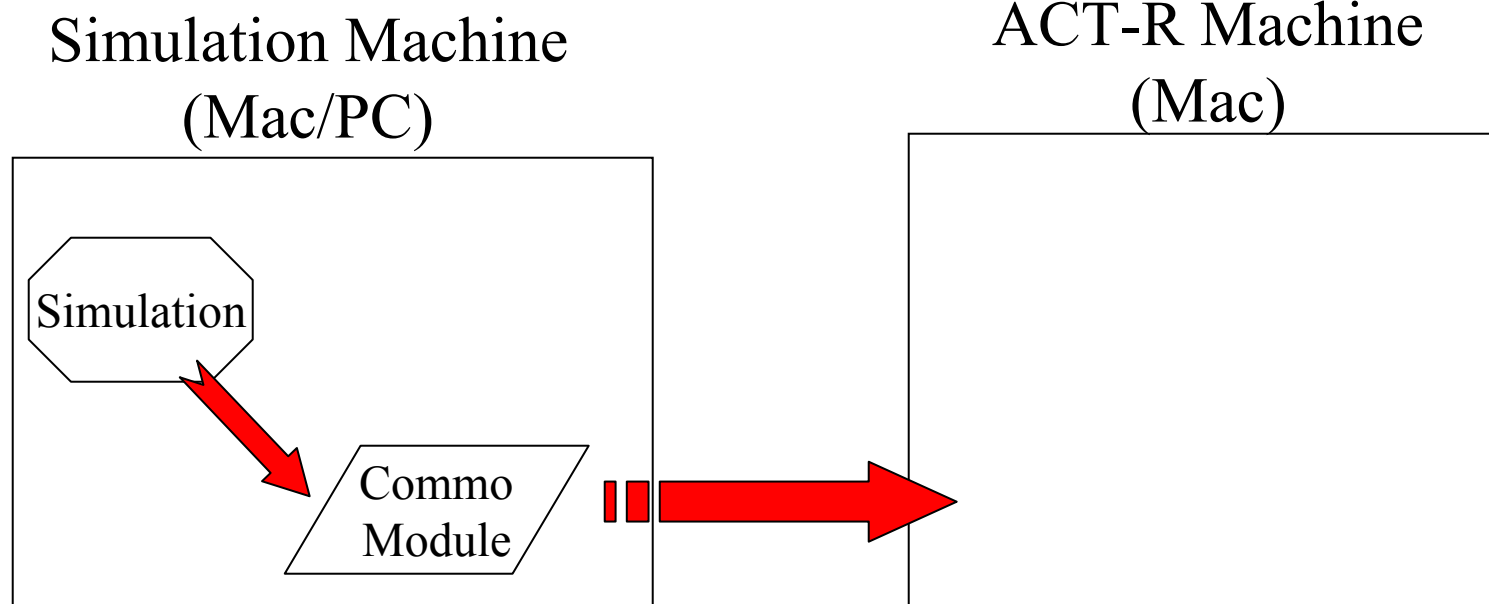 Simulation Machine
(Mac/PC)
ACT-R Machine
(Mac)
Simulation
Commo
Module